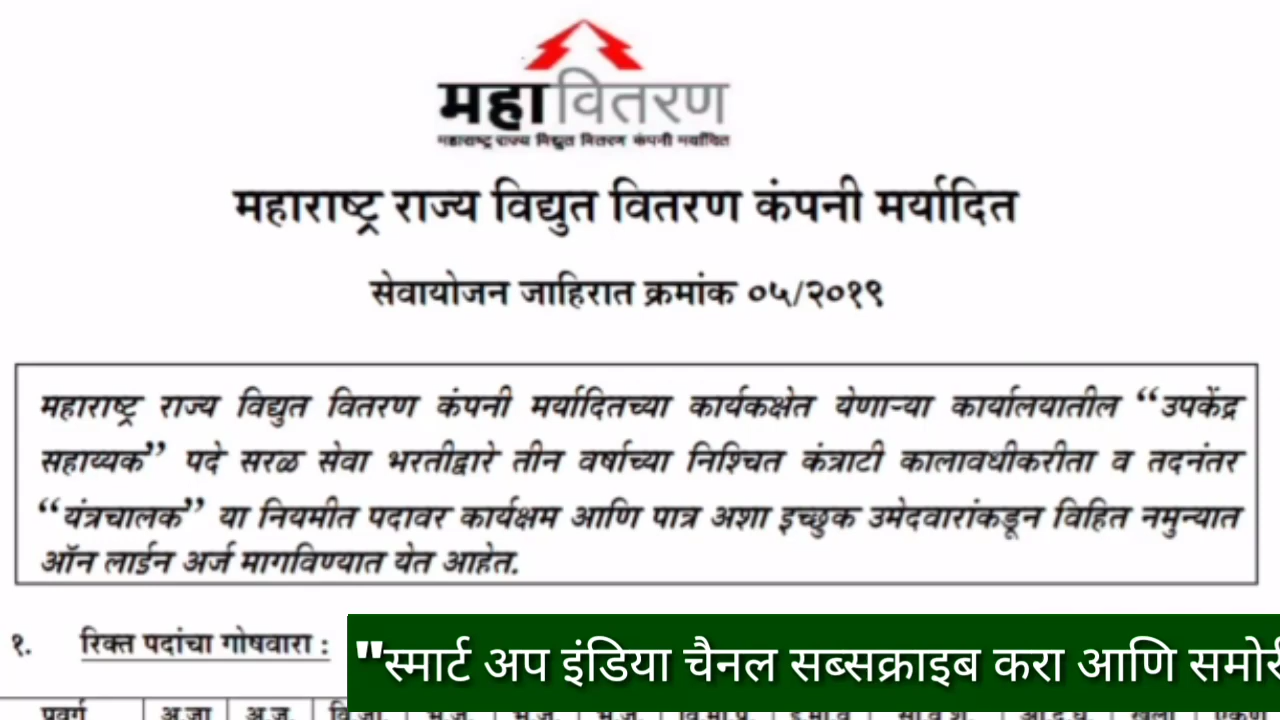 महावितरण
महाराष्ट्र राज्य विद्युत वितरण कंपनी मर्यादित
महाराष्ट्र राज्य विद्युत वितरण कंपनी मर्यादित
सेवायोजन जाहिरात क्रमांक ०५/२०१९
महाराष्ट्र राज्य विद्युत वितरण कंपनी मर्यादितच्या कार्यकक्षेत येणाऱ्या कार्यालयातील “उपकेंद्र
सहाय्यक” पदे सरळ सेवा भरतीद्वारे तीन वर्षाच्या निश्चित कंत्राटी कालावधीकरीता व तदनंतर
“यंत्रचालक” या नियमीत पदावर कार्यक्षम आणि पात्र अशा इच्छुक उमेदवारांकडून विहित नमुन्यात
ऑन लाईन अर्ज मागविण्यात येत आहेत.
१. रिक्त पदांचा गोषवारा :
"स्मार्ट अप इंडिया चैनल सब्सक्राइब करा आणि
प्रवर्ग अ.जा अ.ज.